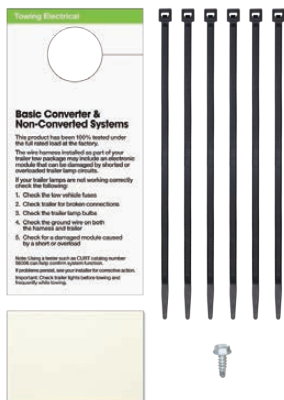 Towing Electrical
Basic Converter &
Non-Converted Systems
This product has been 100% tested under
the full rated load at the factory.
The wire harness installed as part of your
trailer tow package may include an electronic
module that can be damaged by shorted or
overloaded trailer lamp circuits.
If your trailer lamps are not working correctly
check the following:
1. Check the tow vehicle fuses
2. Check trailer for broken connections
3. Check the trailer lamp bulbs
4. Check the ground wire on both
the harness and trailer
5. Check for a damaged module caused
by a short or overload
Note: Using a tester such as CURT catalog number
can help confirm system function.
If problems persist, see your installer for corrective action.
Important: Check trailer lights before towing and
frequently while towing.